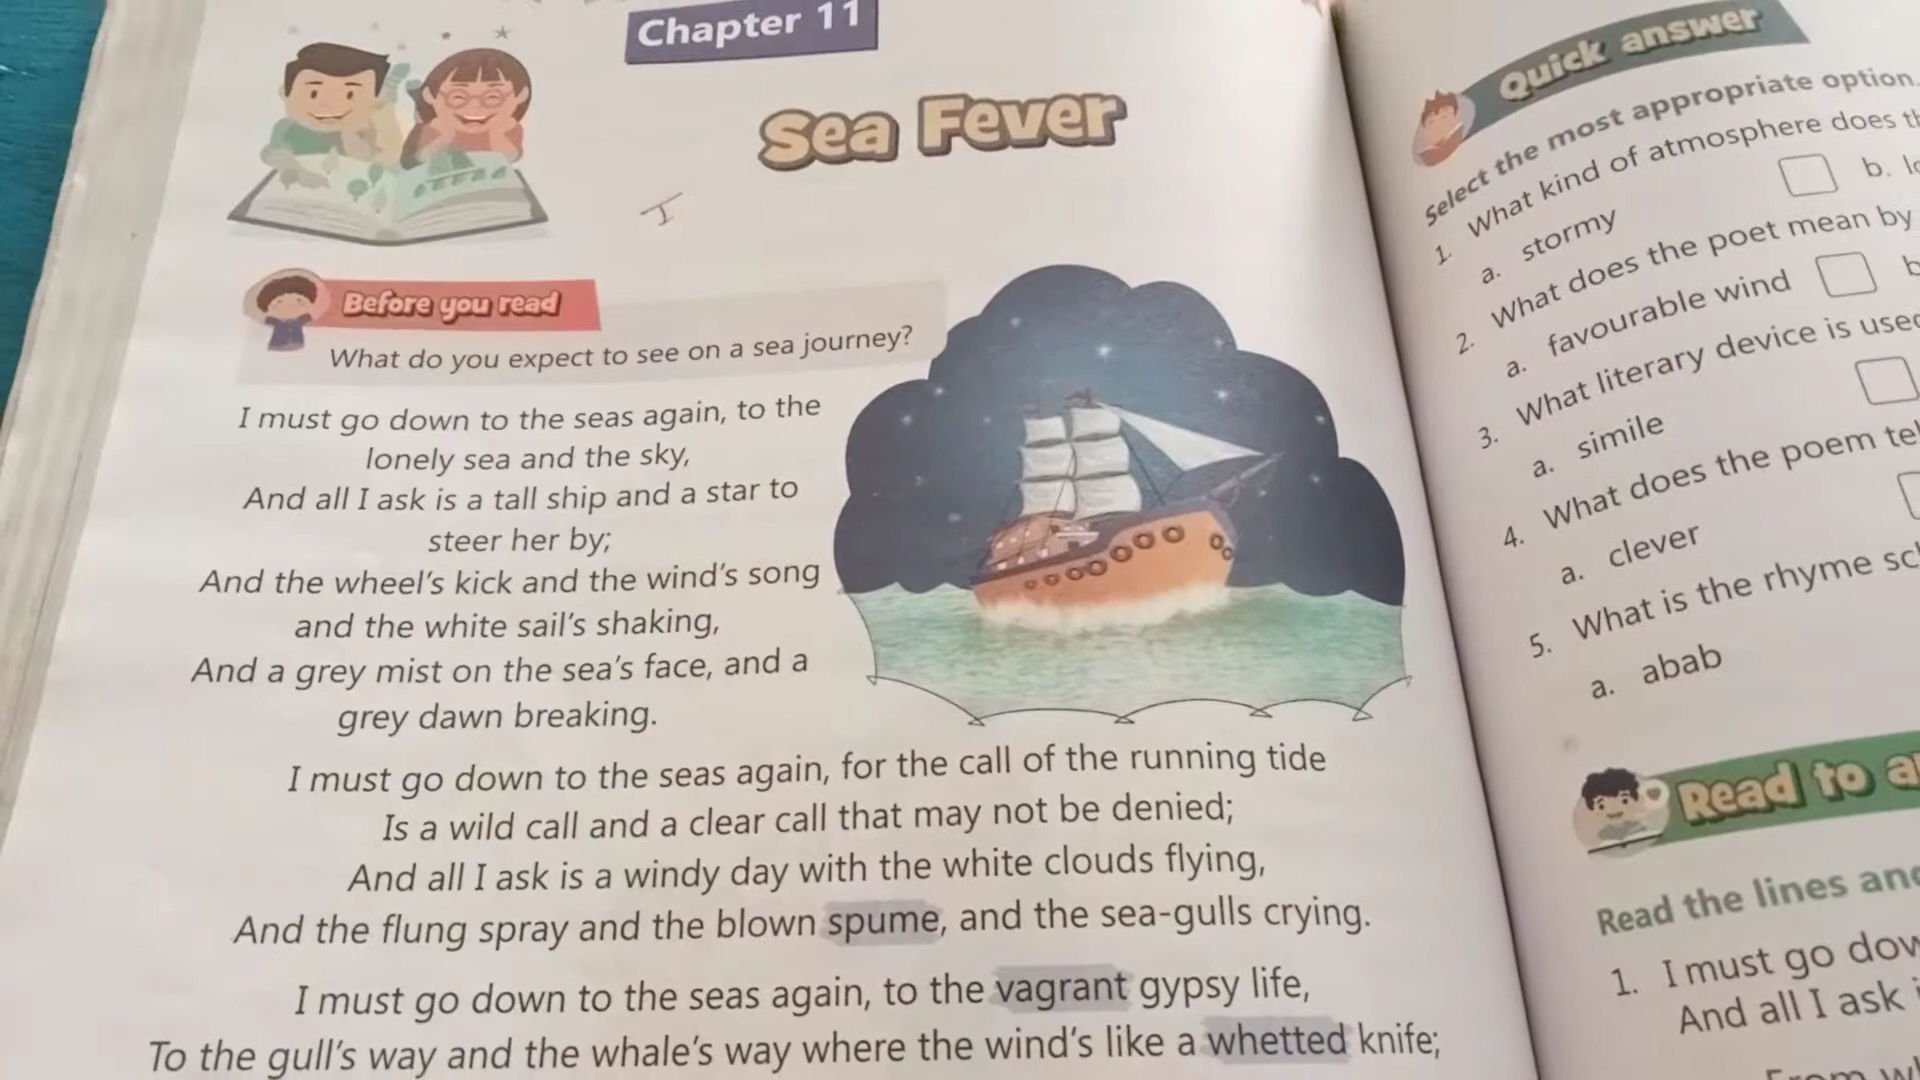 Chapter 11
Sea Fever
Before you read
What do you expect to see on a sea journey?
I must go down to the seas again, to the
lonely sea and the sky,
And all I ask is a tall ship and a star to
steer her by;
And the wheel's kick and the wind's song
and the white sail's shaking,
And a grey mist on the sea's face, and a
grey dawn breaking.
I must go down to the seas again, for the call of the running tide
Is a wild call and a clear call that may not be denied;
And all I ask is a windy day with the white clouds flying,
And the flung spray and the blown spume, and the sea-gulls crying.
I must go down to the seas again, to the vagrant gypsy life,
To the gull's way and the whale's way where the wind's like a whetted knife;
Quick answer
Select the most appropriate option.
1. What kind of atmosphere does
a. stormy
b.
2. What does the poet mean by
a. favourable wind
3. What literary device is used
a. simile
4. What does the poem
a. clever
5. What is the rhyme
a. abab
Read to
Read the lines
1. I must go
And all I ask